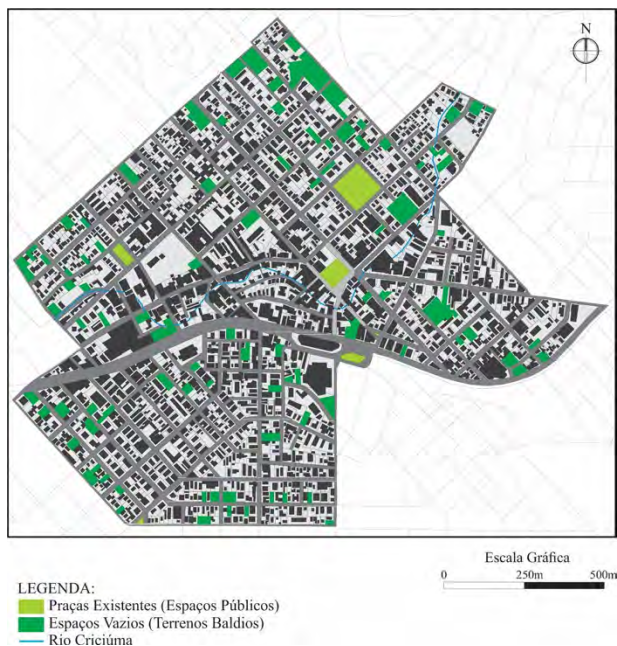 N
Escala Gráfica
0 250m 500m
LEGENDA:
Praças Existentes (Espaços Públicos)
Espaços Vazios (Terrenos Baldios)
Rio Criciúma